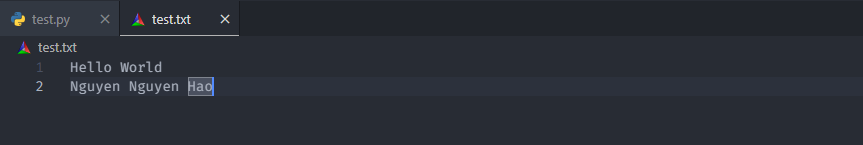 test.py
test.txt
test.txt
1 Hello World
2 Nguyen Nguyen Hao